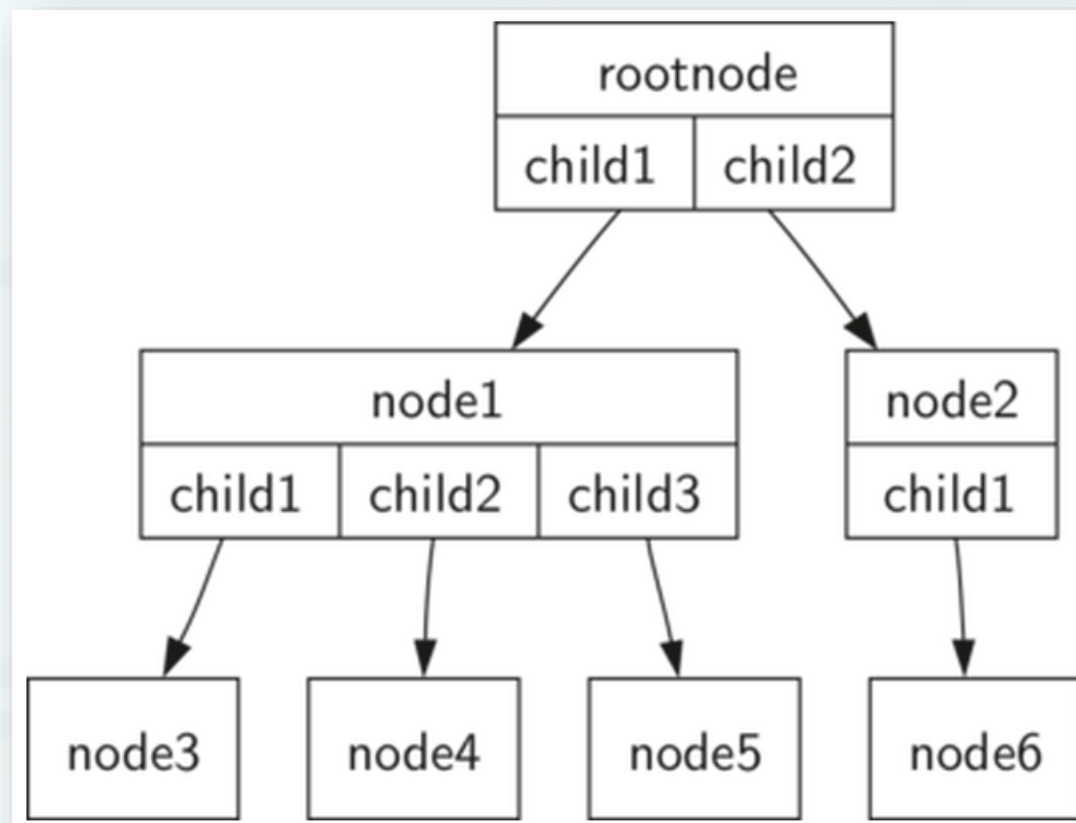 rootnode
child1 child2
node1
child1 child2 child3
node2
child1
node3
node4
node5
node6